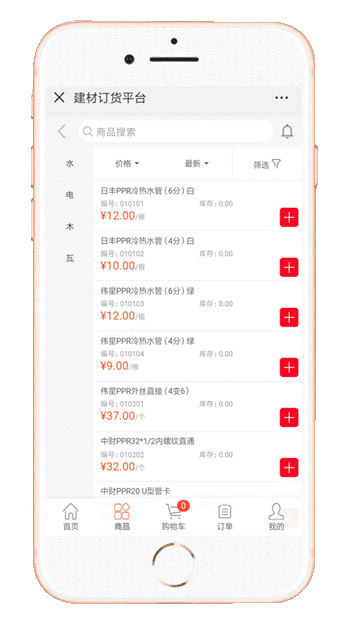 建材订货平台
商品搜索
水
电
木
瓦
价格 最新 筛选
日丰PPR冷热水管(6分)白
编号: 010101 库存: 0.00
¥12.00/根
日丰PPR冷热水管(4分)白
编号: 010102 库存: 0.00
¥10.00/根
伟星PPR冷热水管(6分)绿
编号: 010103 库存: 0.00
¥12.00/根
伟星PPR冷热水管(4分)绿
编号: 010104 库存: 0.00
¥9.00/根
伟星PPR外丝直接(4变6)
编号: 010201 库存: 0.00
¥37.00/个
中财PPR32*1/2内螺纹直通
编号: 010202 库存: 0.00
¥32.00/个
中财PPR20 U型管卡
0
首页 商品 购物车 订单 我的